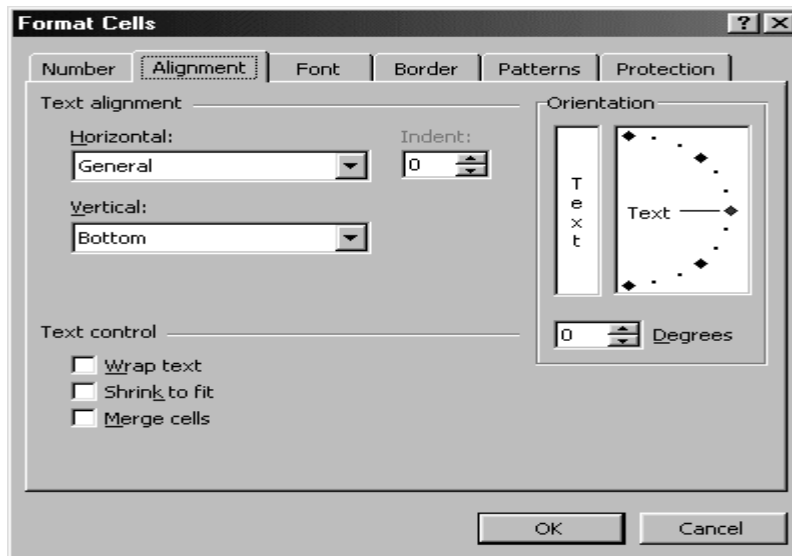 Format Cells
Number Alignment Font Border Patterns Protection
Text alignment
Horizontal:
General
Indent:
0
Vertical:
Bottom
Orientation
T
e
x
t
Text
0 Degrees
Text control
Wrap text
Shrink to fit
Merge cells
OK Cancel